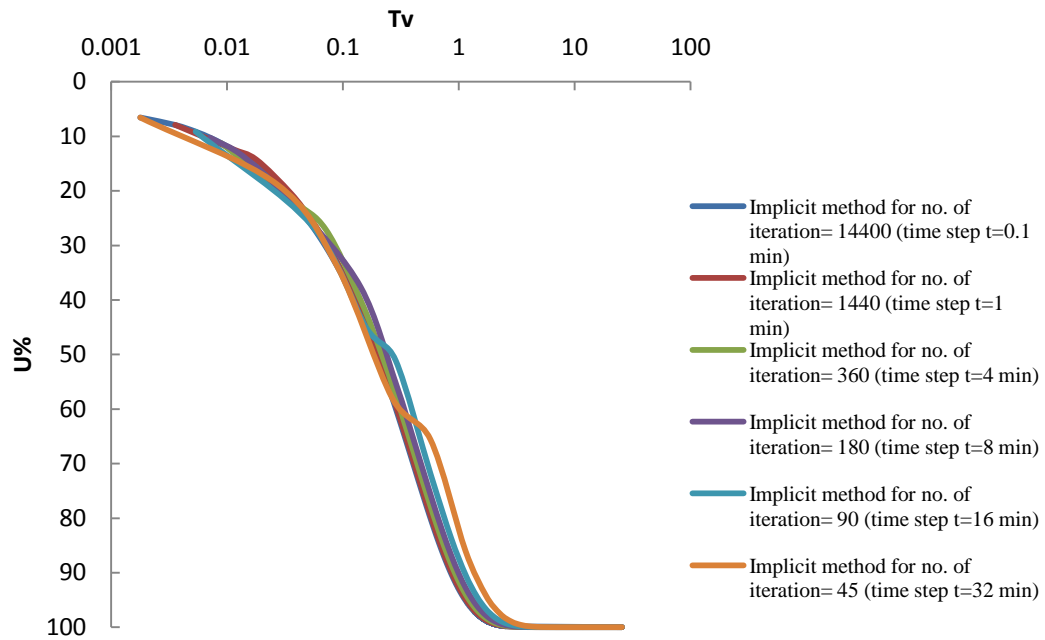 Tv
0.001 0.01 0.1 1 10 100
0
10
20
30
40
50
60
70
80
90
100
U%
Implicit method for no. of
iteration= 14400 (time step t=0.1
min)
Implicit method for no. of
iteration= 1440 (time step t=1
min)
Implicit method for no. of
iteration= 360 (time step t=4 min)
Implicit method for no. of
iteration= 180 (time step t=8 min)
Implicit method for no. of
iteration= 90 (time step t=16 min)
Implicit method for no. of
iteration= 45 (time step t=32 min)